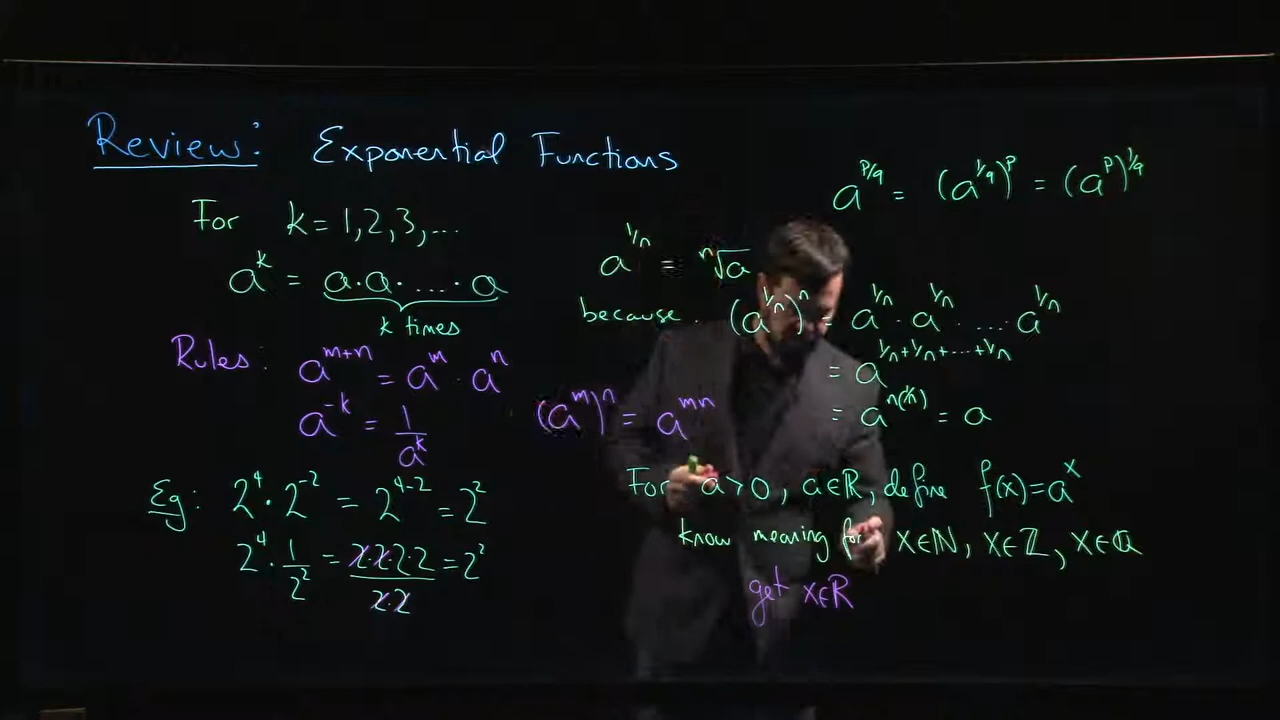 Review: Exponential Functions
For k = 1,2,3,...
a^k = a·a·....·a
k times
Rules: a^{m+n} = a^m · a^n
a^{-k} = 1/a^k
(a^m)^n = a^{mn}
Eg: 2^4 · 2^{-2} = 2^{4-2} = 2^2
2^4 · 1/2^2 = 2·2·2·2/2·2 = 2^2
a^{p/q} = (a^{1/q})^p = (a^p)^{1/q}
a^{1/n} = ⁿ√a
because (a^{1/n})^n = a^{1/n} · a^{1/n} · .... a^{1/n}
= a^{1/n+1/n+...+1/n}
= a^{n(1/n)} = a
For a>0, a∈ℝ, define f(x)=a^x
know meaning for x∈ℕ, x∈ℤ, x∈ℚ
get x∈ℝ